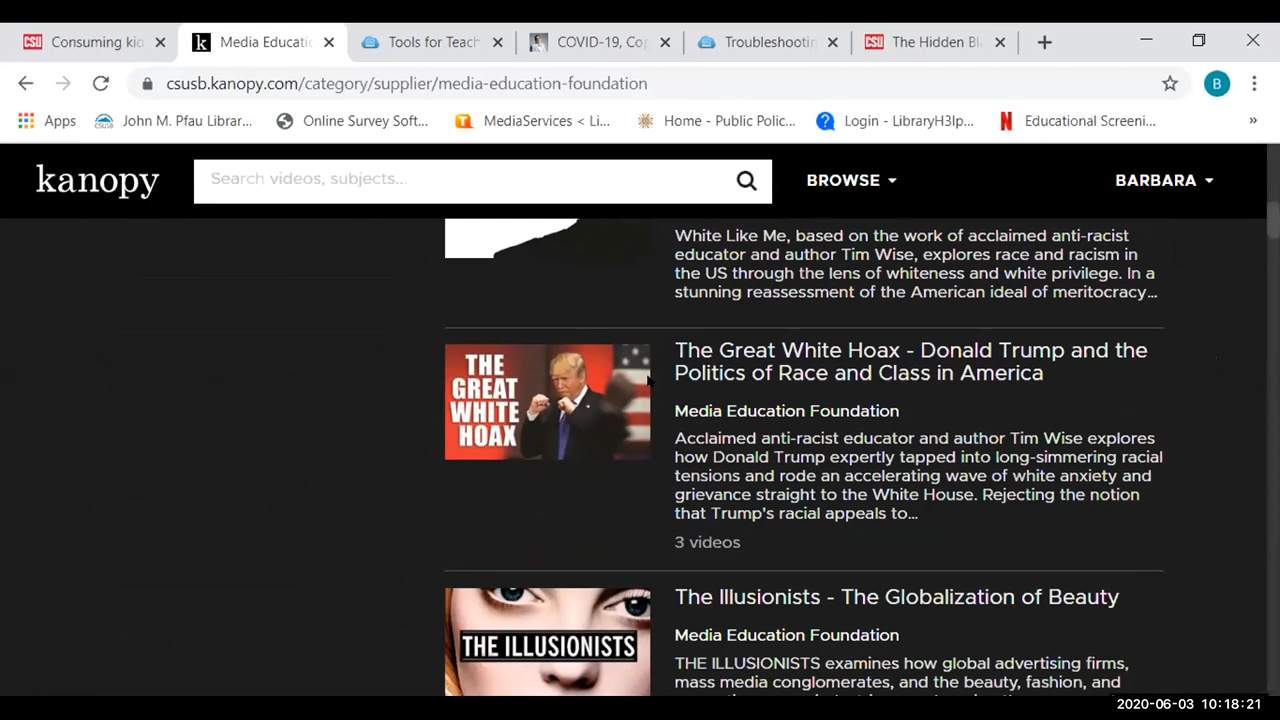 CSU Consuming kio
k Media Educati
Tools for Teach
COVID-19, Cop
Troubleshootin
CSU The Hidden Bl
csusb.kanopy.com/category/supplier/media-education-foundation
B
Apps John M. Pfau Librar... Online Survey Soft... MediaServices < Li... Home - Public Polic... Login - LibraryH3lp... Educational Screeni... »
kanopy Search videos, subjects... BROWSE BARBARA
White Like Me, based on the work of acclaimed anti-racist
educator and author Tim Wise, explores race and racism in
the US through the lens of whiteness and white privilege. In a
stunning reassessment of the American ideal of meritocracy...
THE
GREAT
WHITE
HOAX
The Great White Hoax - Donald Trump and the
Politics of Race and Class in America
Media Education Foundation
Acclaimed anti-racist educator and author Tim Wise explores
how Donald Trump expertly tapped into long-simmering racial
tensions and rode an accelerating wave of white anxiety and
grievance straight to the White House. Rejecting the notion
that Trump's racial appeals to...
3 videos
THE ILLUSIONISTS
The Illusionists - The Globalization of Beauty
Media Education Foundation
THE ILLUSIONISTS examines how global advertising firms,
mass media conglomerates, and the beauty, fashion, and
2020-06-03 10:18:21